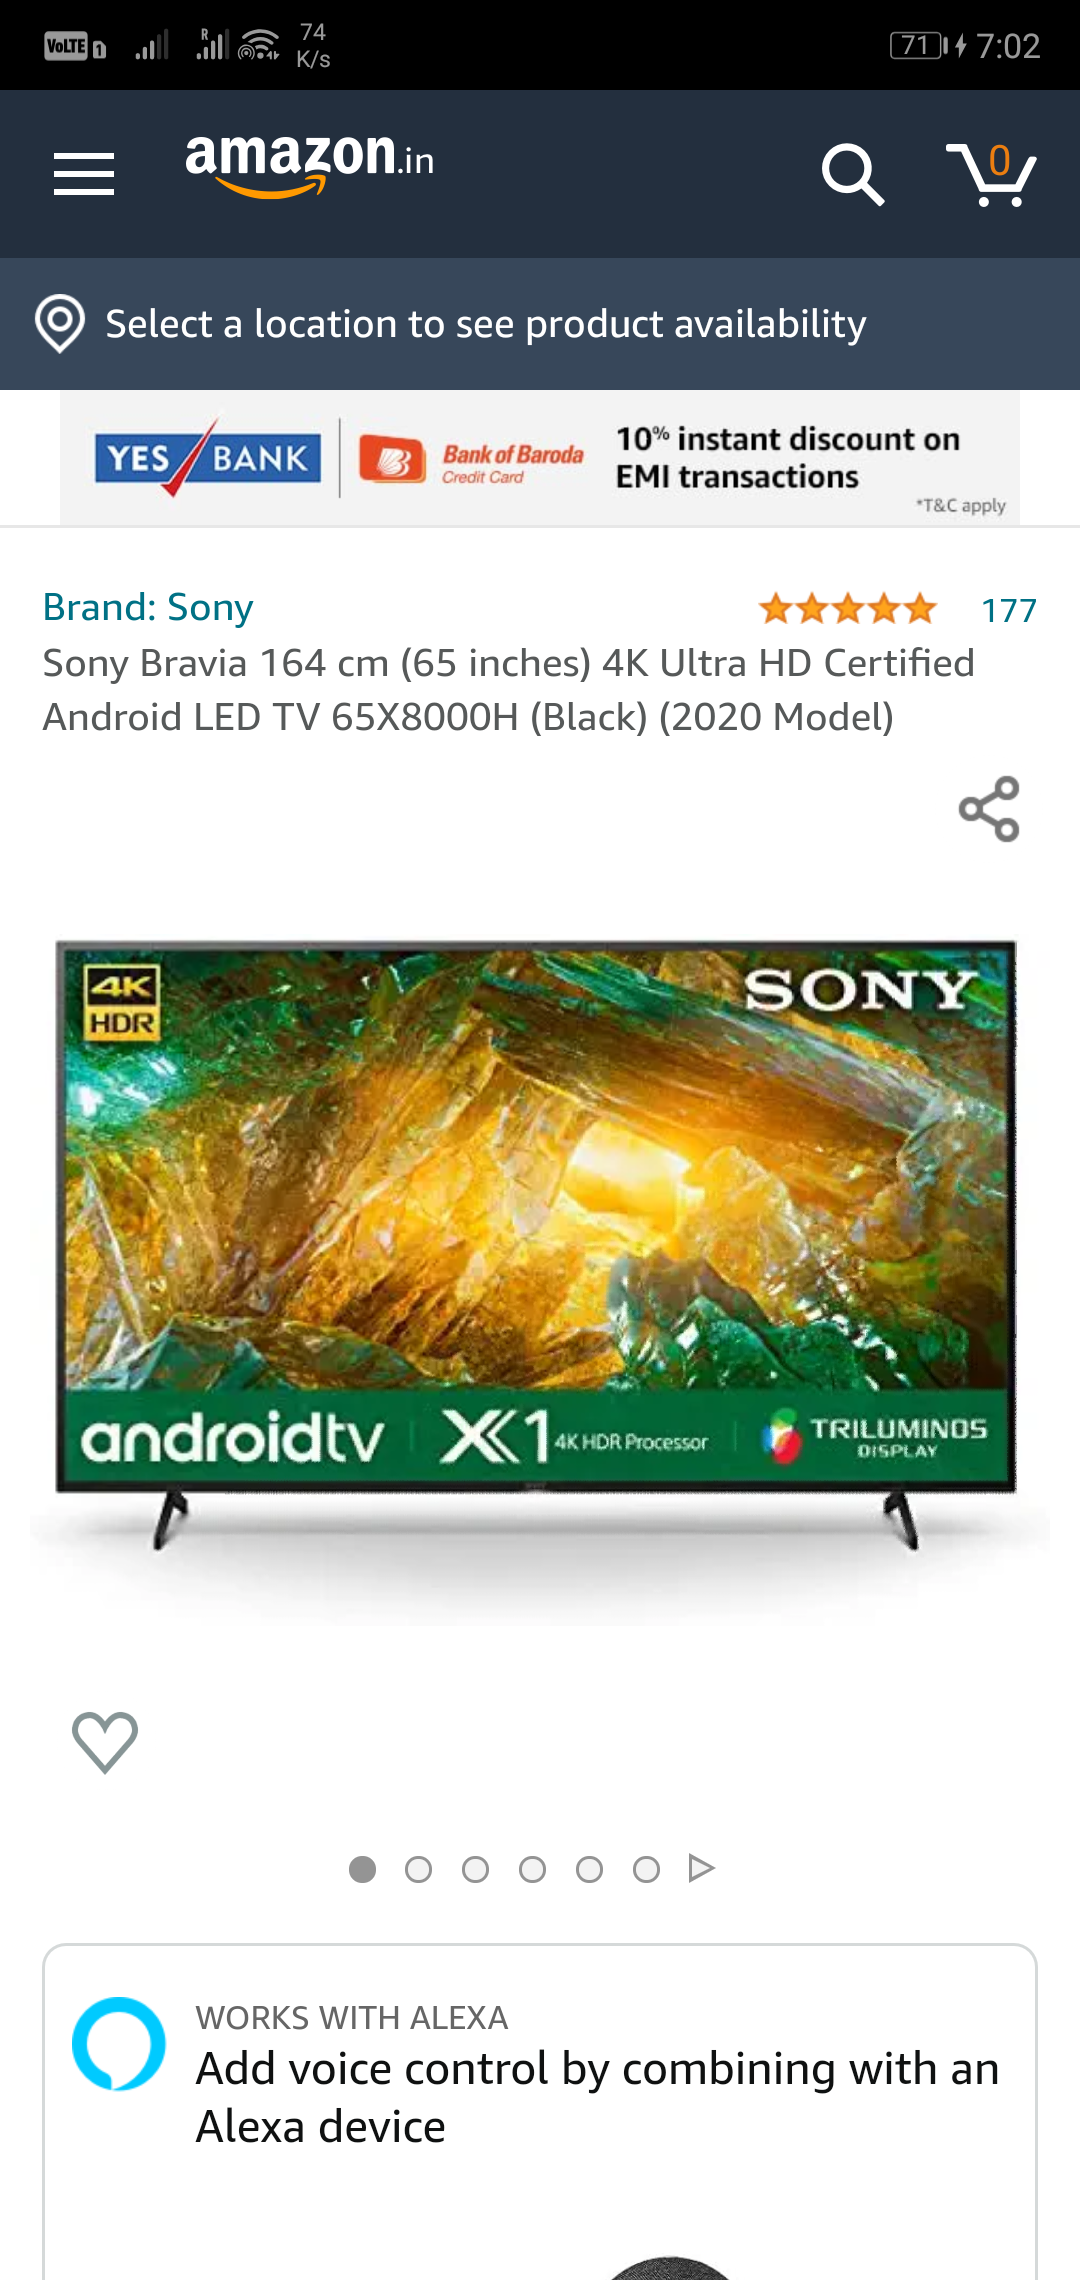 VoLTE 1 R 74 K/s 71 7:02
amazon.in 0
Select a location to see product availability
YES BANK Bank of Baroda Credit Card
10% instant discount on
EMI transactions
*T&C apply
Brand: Sony 177
Sony Bravia 164 cm (65 inches) 4K Ultra HD Certified
Android LED TV 65X8000H (Black) (2020 Model)
4K HDR SONY
androidtv X1 4K HDR Processor TRILUMINOS DISPLAY
WORKS WITH ALEXA
Add voice control by combining with an
Alexa device